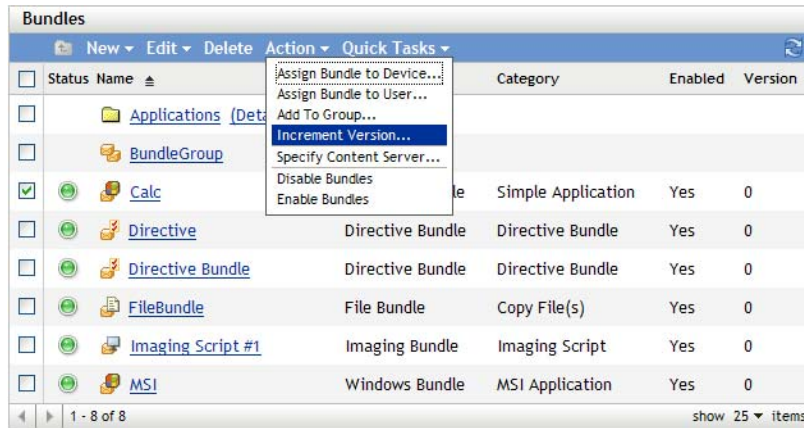 Bundles
New Edit Delete Action Quick Tasks
Status Name Category Enabled Version
Assign Bundle to Device...
Assign Bundle to User...
Add To Group...
Increment Version...
Specify Content Server...
Disable Bundles
Enable Bundles
Applications (Deta
BundleGroup
Calc le Simple Application Yes 0
Directive Directive Bundle Directive Bundle Yes 0
Directive Bundle Directive Bundle Directive Bundle Yes 0
FileBundle File Bundle Copy File(s) Yes 0
Imaging Script #1 Imaging Bundle Imaging Script Yes 0
MSI Windows Bundle MSI Application Yes 0
1 - 8 of 8 show 25 items